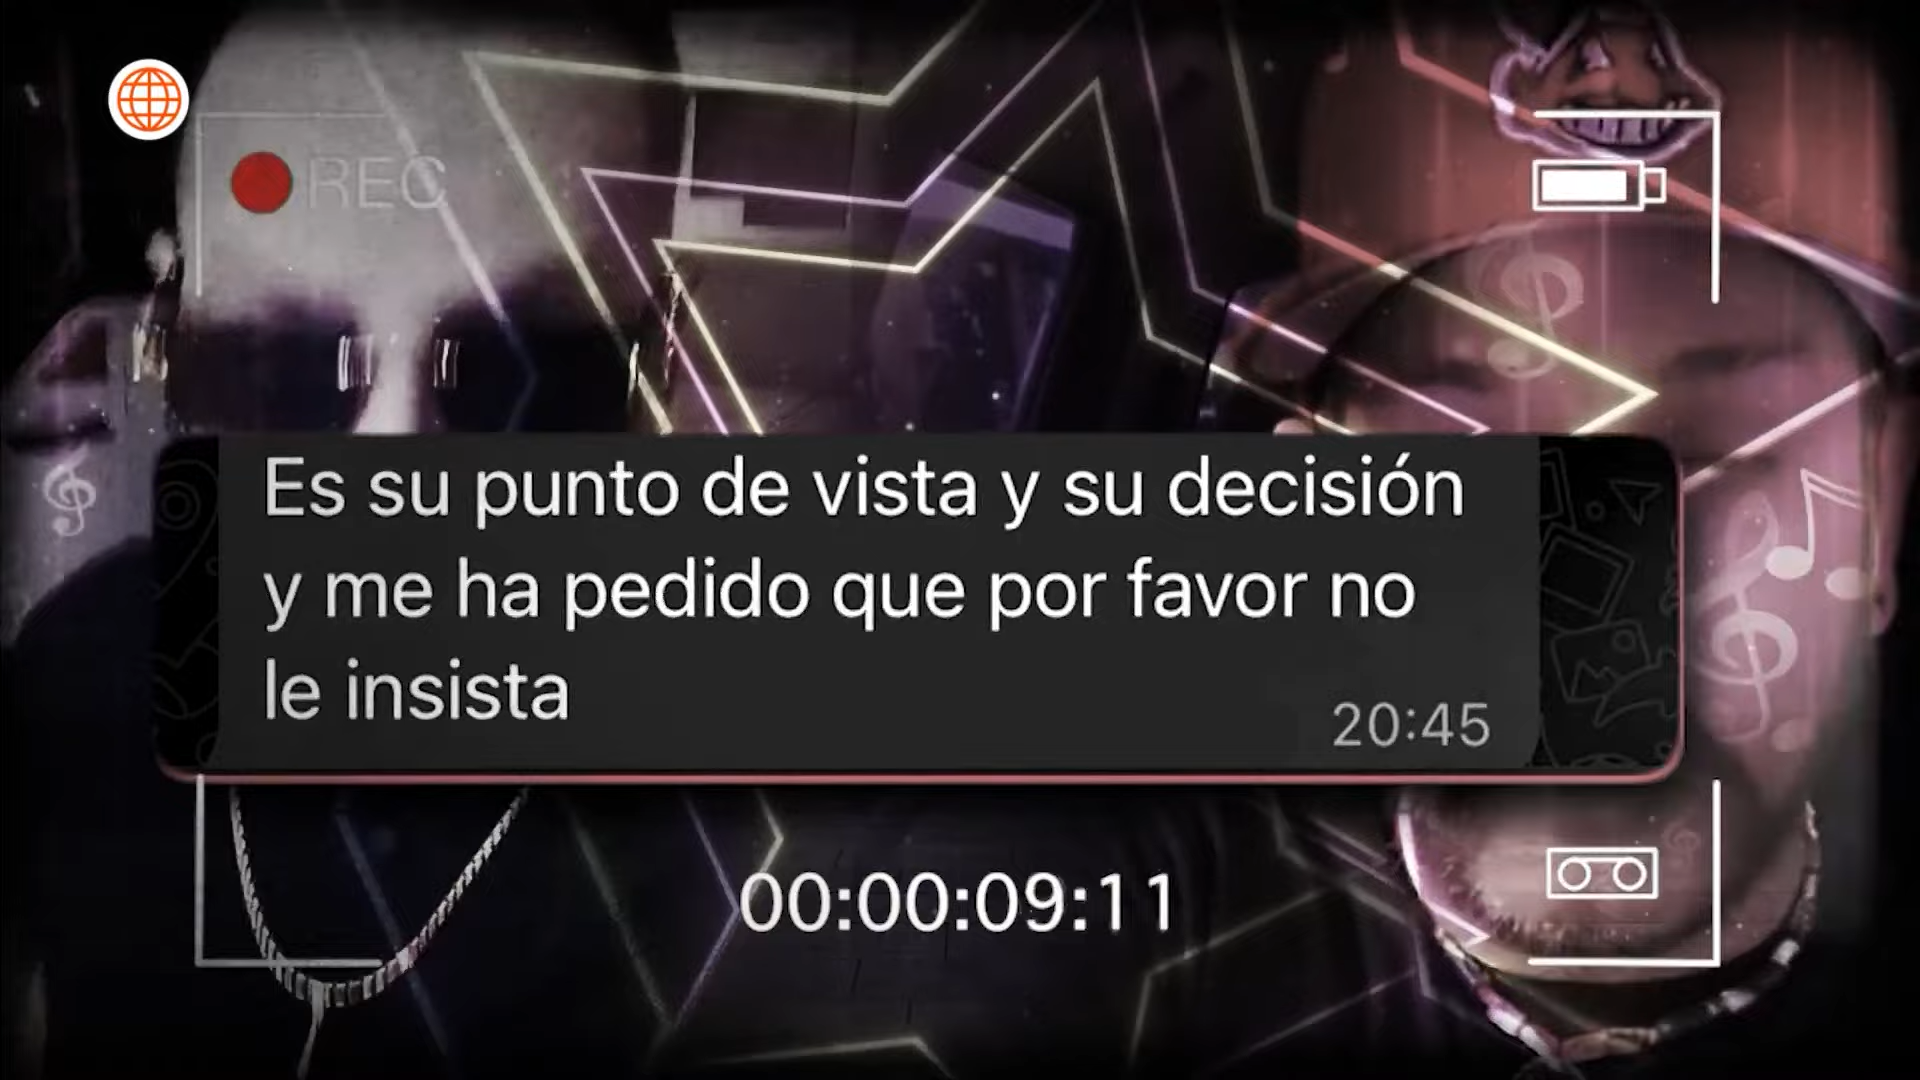 REC
Es su punto de vista y su decisión
y me ha pedido que por favor no
le insista
20:45
00:00:09:11